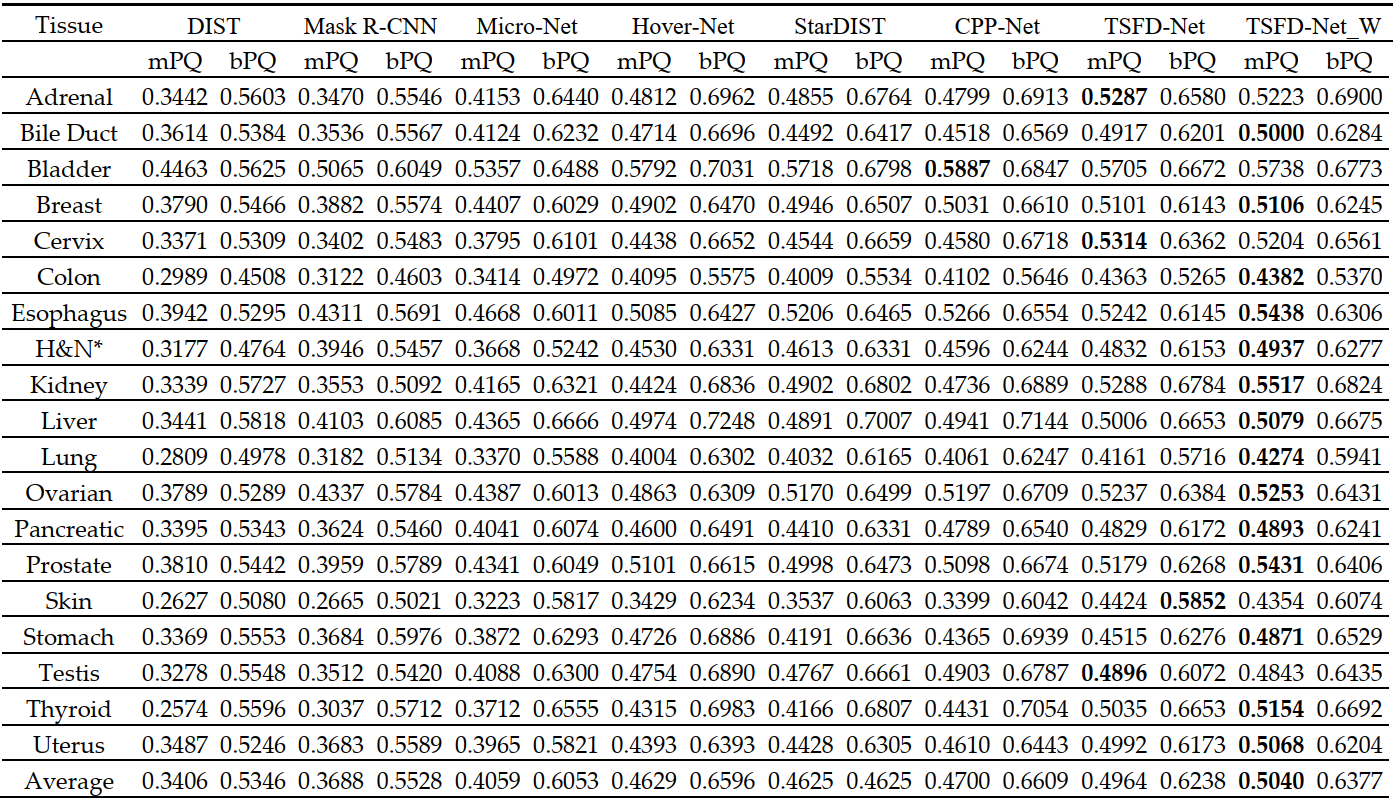 Tissue DIST Mask R-CNN Micro-Net Hover-Net StarDIST CPP-Net TSFD-Net TSFD-Net_W
mPQ bPQ mPQ bPQ mPQ bPQ mPQ bPQ mPQ bPQ mPQ bPQ mPQ bPQ mPQ bPQ
Adrenal 0.3442 0.5603 0.3470 0.5546 0.4153 0.6440 0.4812 0.6962 0.4855 0.6764 0.4799 0.6913 0.5287 0.6580 0.5223 0.6900
Bile Duct 0.3614 0.5384 0.3536 0.5567 0.4124 0.6232 0.4714 0.6696 0.4492 0.6417 0.4518 0.6569 0.4917 0.6201 0.5000 0.6284
Bladder 0.4463 0.5625 0.5065 0.6049 0.5357 0.6488 0.5792 0.7031 0.5718 0.6798 0.5887 0.6847 0.5705 0.6672 0.5738 0.6773
Breast 0.3790 0.5466 0.3882 0.5574 0.4407 0.6029 0.4902 0.6470 0.4946 0.6507 0.5031 0.6610 0.5101 0.6143 0.5106 0.6245
Cervix 0.3371 0.5309 0.3402 0.5483 0.3795 0.6101 0.4438 0.6652 0.4544 0.6659 0.4580 0.6718 0.5314 0.6362 0.5204 0.6561
Colon 0.2989 0.4508 0.3122 0.4603 0.3414 0.4972 0.4095 0.5575 0.4009 0.5534 0.4102 0.5646 0.4363 0.5265 0.4382 0.5370
Esophagus 0.3942 0.5295 0.4311 0.5691 0.4668 0.6011 0.5085 0.6427 0.5206 0.6465 0.5266 0.6554 0.5242 0.6145 0.5438 0.6306
H&N* 0.3177 0.4764 0.3946 0.5457 0.3668 0.5242 0.4530 0.6331 0.4613 0.6331 0.4596 0.6244 0.4832 0.6153 0.4937 0.6277
Kidney 0.3339 0.5727 0.3553 0.5092 0.4165 0.6321 0.4424 0.6836 0.4902 0.6802 0.4736 0.6889 0.5288 0.6784 0.5517 0.6824
Liver 0.3441 0.5818 0.4103 0.6085 0.4365 0.6666 0.4974 0.7248 0.4891 0.7007 0.4941 0.7144 0.5006 0.6653 0.5079 0.6675
Lung 0.2809 0.4978 0.3182 0.5134 0.3370 0.5588 0.4004 0.6302 0.4032 0.6165 0.4061 0.6247 0.4161 0.5716 0.4274 0.5941
Ovarian 0.3789 0.5289 0.4337 0.5784 0.4387 0.6013 0.4863 0.6309 0.5170 0.6499 0.5197 0.6709 0.5237 0.6384 0.5253 0.6431
Pancreatic 0.3395 0.5343 0.3624 0.5460 0.4041 0.6074 0.4600 0.6491 0.4410 0.6331 0.4789 0.6540 0.4829 0.6172 0.4893 0.6241
Prostate 0.3810 0.5442 0.3959 0.5789 0.4341 0.6049 0.5101 0.6615 0.4998 0.6473 0.5098 0.6674 0.5179 0.6268 0.5431 0.6406
Skin 0.2627 0.5080 0.2665 0.5021 0.3223 0.5817 0.3429 0.6234 0.3537 0.6063 0.3399 0.6042 0.4424 0.5852 0.4354 0.6074
Stomach 0.3369 0.5553 0.3684 0.5976 0.3872 0.6293 0.4726 0.6886 0.4191 0.6636 0.4365 0.6939 0.4515 0.6276 0.4871 0.6529
Testis 0.3278 0.5548 0.3512 0.5420 0.4088 0.6300 0.4754 0.6890 0.4767 0.6661 0.4903 0.6787 0.4896 0.6072 0.4843 0.6435
Thyroid 0.2574 0.5596 0.3037 0.5712 0.3712 0.6555 0.4315 0.6983 0.4166 0.6807 0.4431 0.7054 0.5035 0.6653 0.5154 0.6692
Uterus 0.3487 0.5246 0.3683 0.5589 0.3965 0.5821 0.4393 0.6393 0.4428 0.6305 0.4610 0.6443 0.4992 0.6173 0.5068 0.6204
Average 0.3406 0.5346 0.3688 0.5528 0.4059 0.6053 0.4629 0.6596 0.4625 0.4625 0.4700 0.6609 0.4964 0.6238 0.5040 0.6377